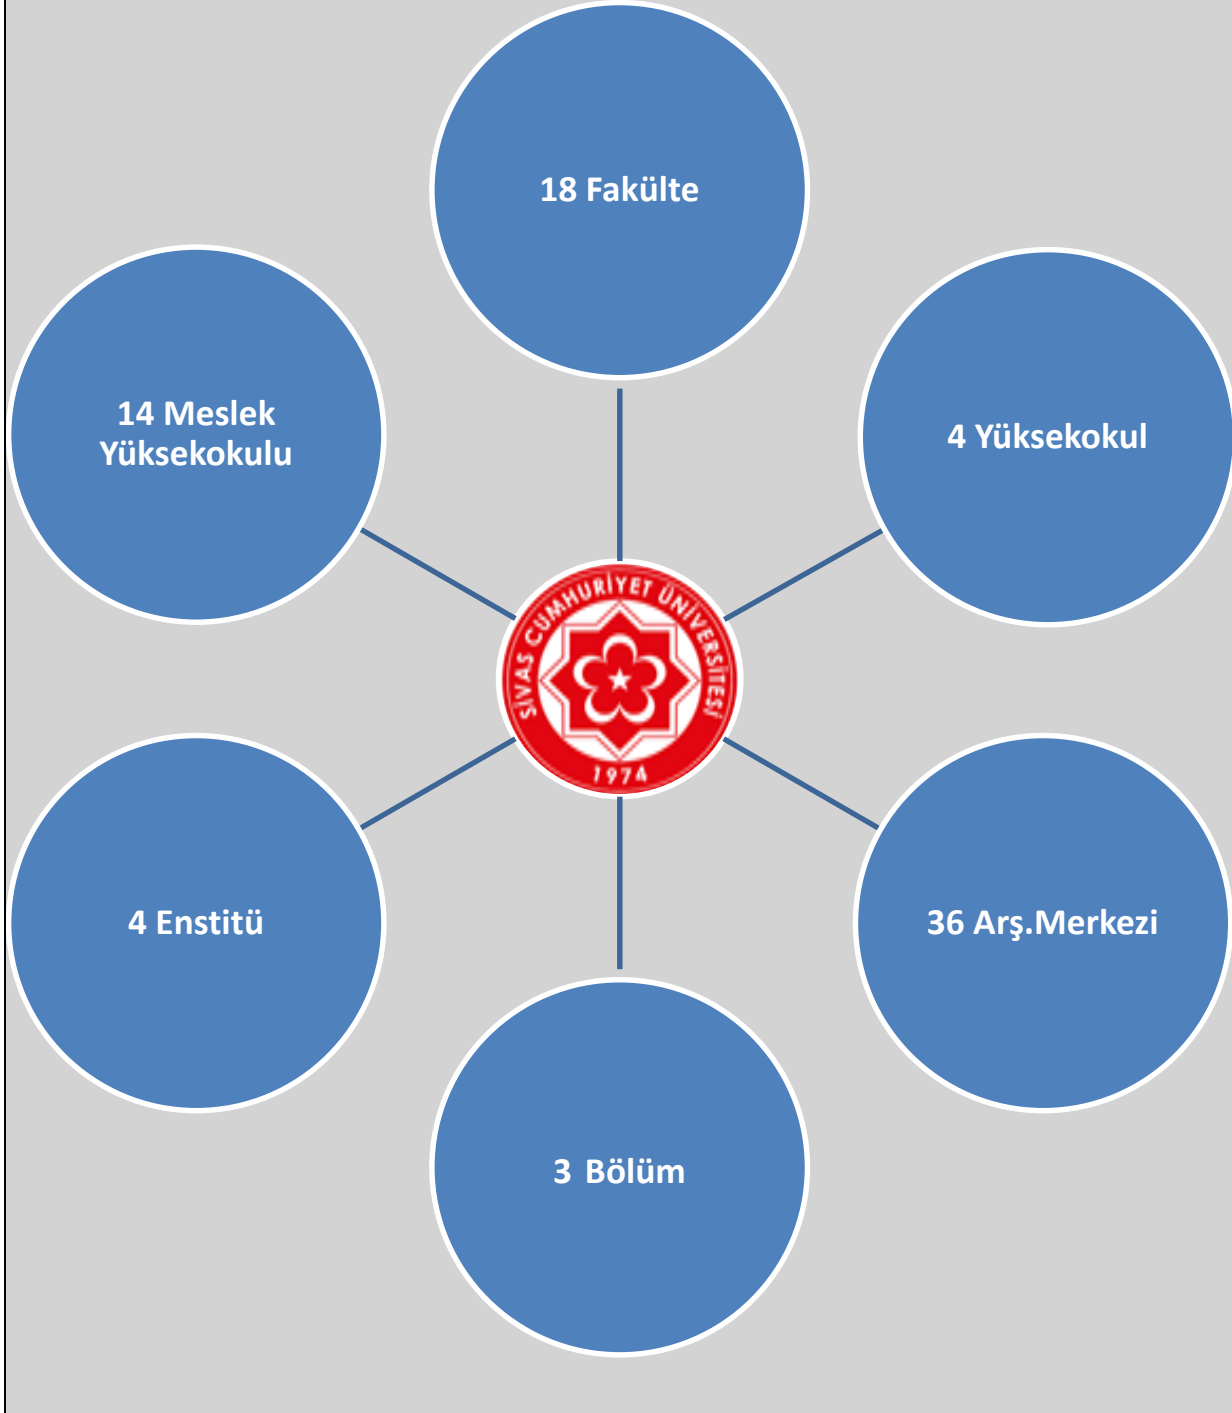 18 Fakülte
14 Meslek
Yüksekokulu
4 Yüksekokul
SİVAS CUMHURİYET ÜNİVERSİTESİ
1974
4 Enstitü
36 Arş.Merkezi
3 Bölüm